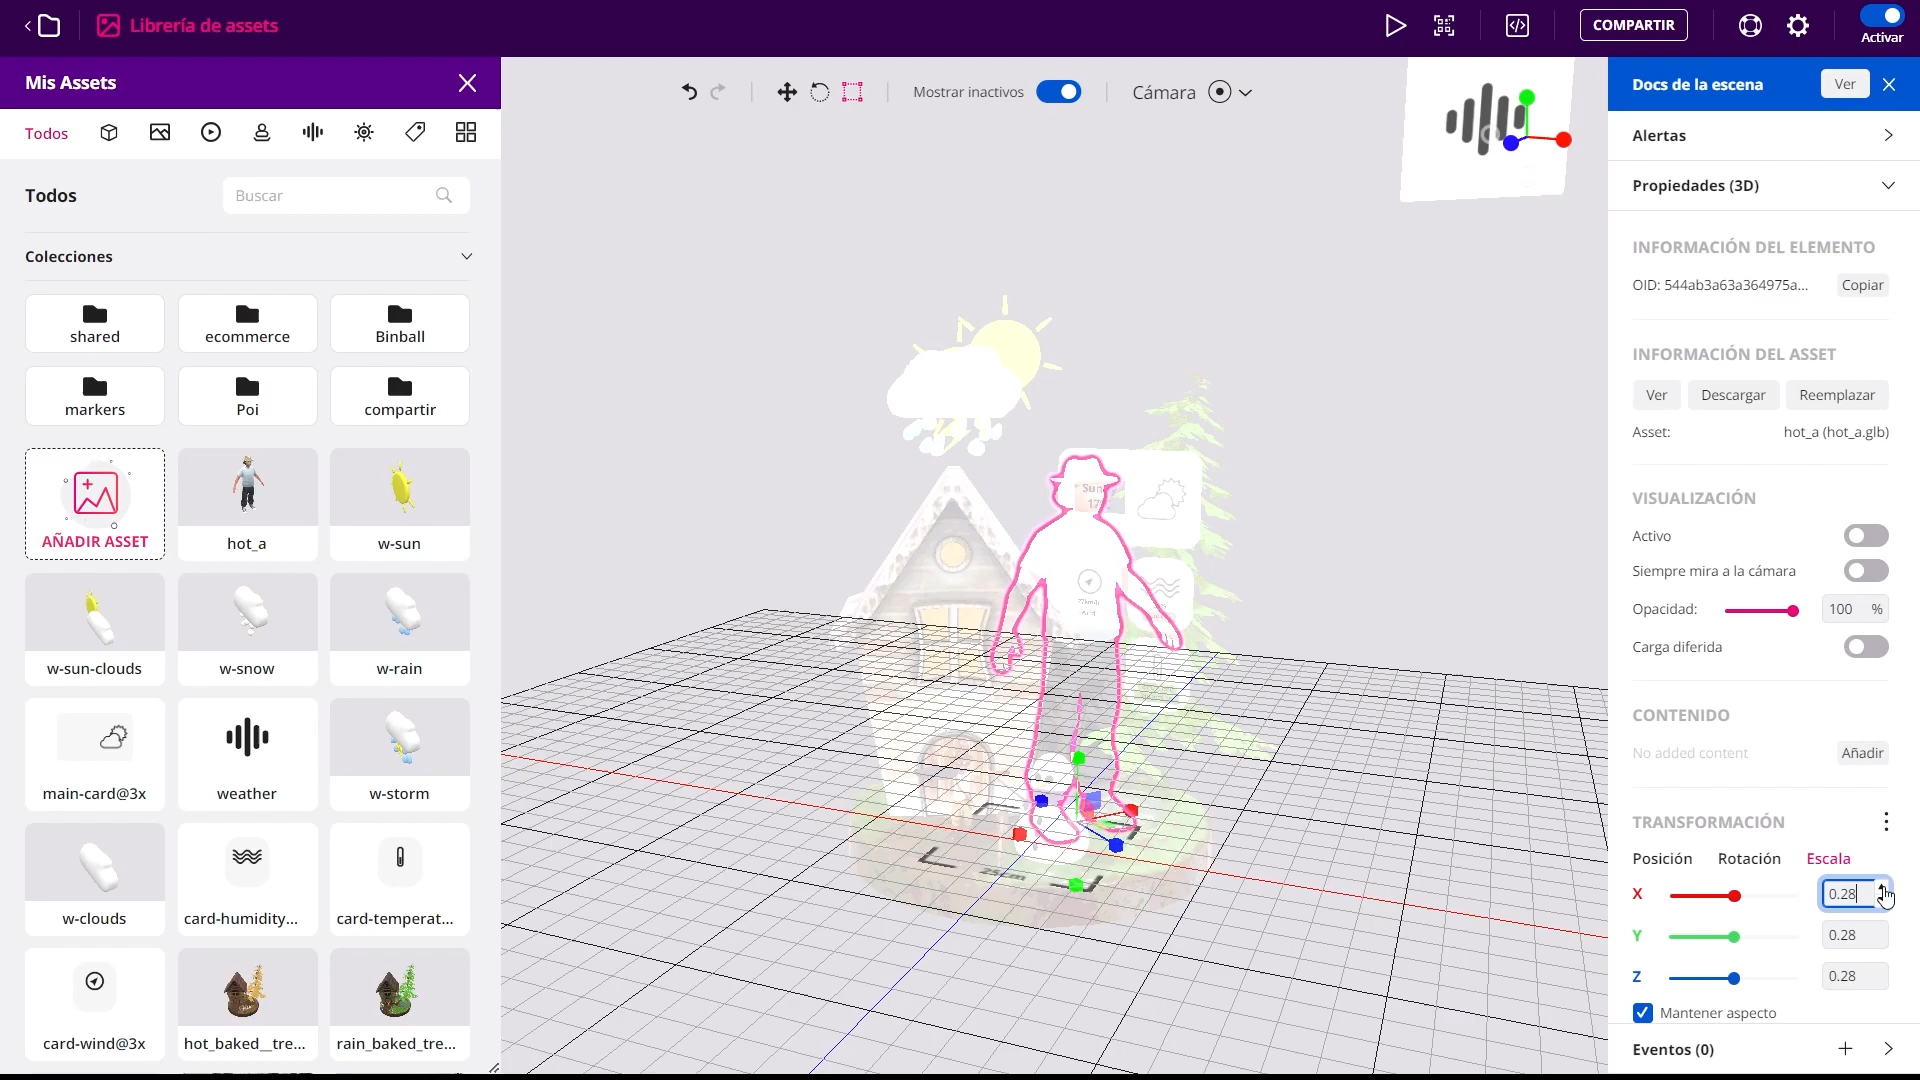 Librería de assets
COMPARTIR
Activar
Mis Assets
Todos
Todos
Buscar
Colecciones
shared
ecommerce
Binball
markers
Poi
compartir
AÑADIR ASSET
hot_a
w-sun
w-sun-clouds
w-snow
w-rain
main-card@3x
weather
w-storm
w-clouds
card-humidity...
card-temperat...
card-wind@3x
hot_baked__tre...
rain_baked_tre...
Mostrar inactivos
Cámara
Docs de la escena
Ver
Alertas
Propiedades (3D)
INFORMACIÓN DEL ELEMENTO
OID: 544ab3a63a364975a...
Copiar
INFORMACIÓN DEL ASSET
Ver
Descargar
Reemplazar
Asset:
hot_a (hot_a.glb)
VISUALIZACIÓN
Activo
Siempre mira a la cámara
Opacidad:
100 %
Carga diferida
CONTENIDO
No added content
Añadir
TRANSFORMACIÓN
Posición
Rotación
Escala
X
0.28
Y
0.28
Z
0.28
Mantener aspecto
Eventos (0)